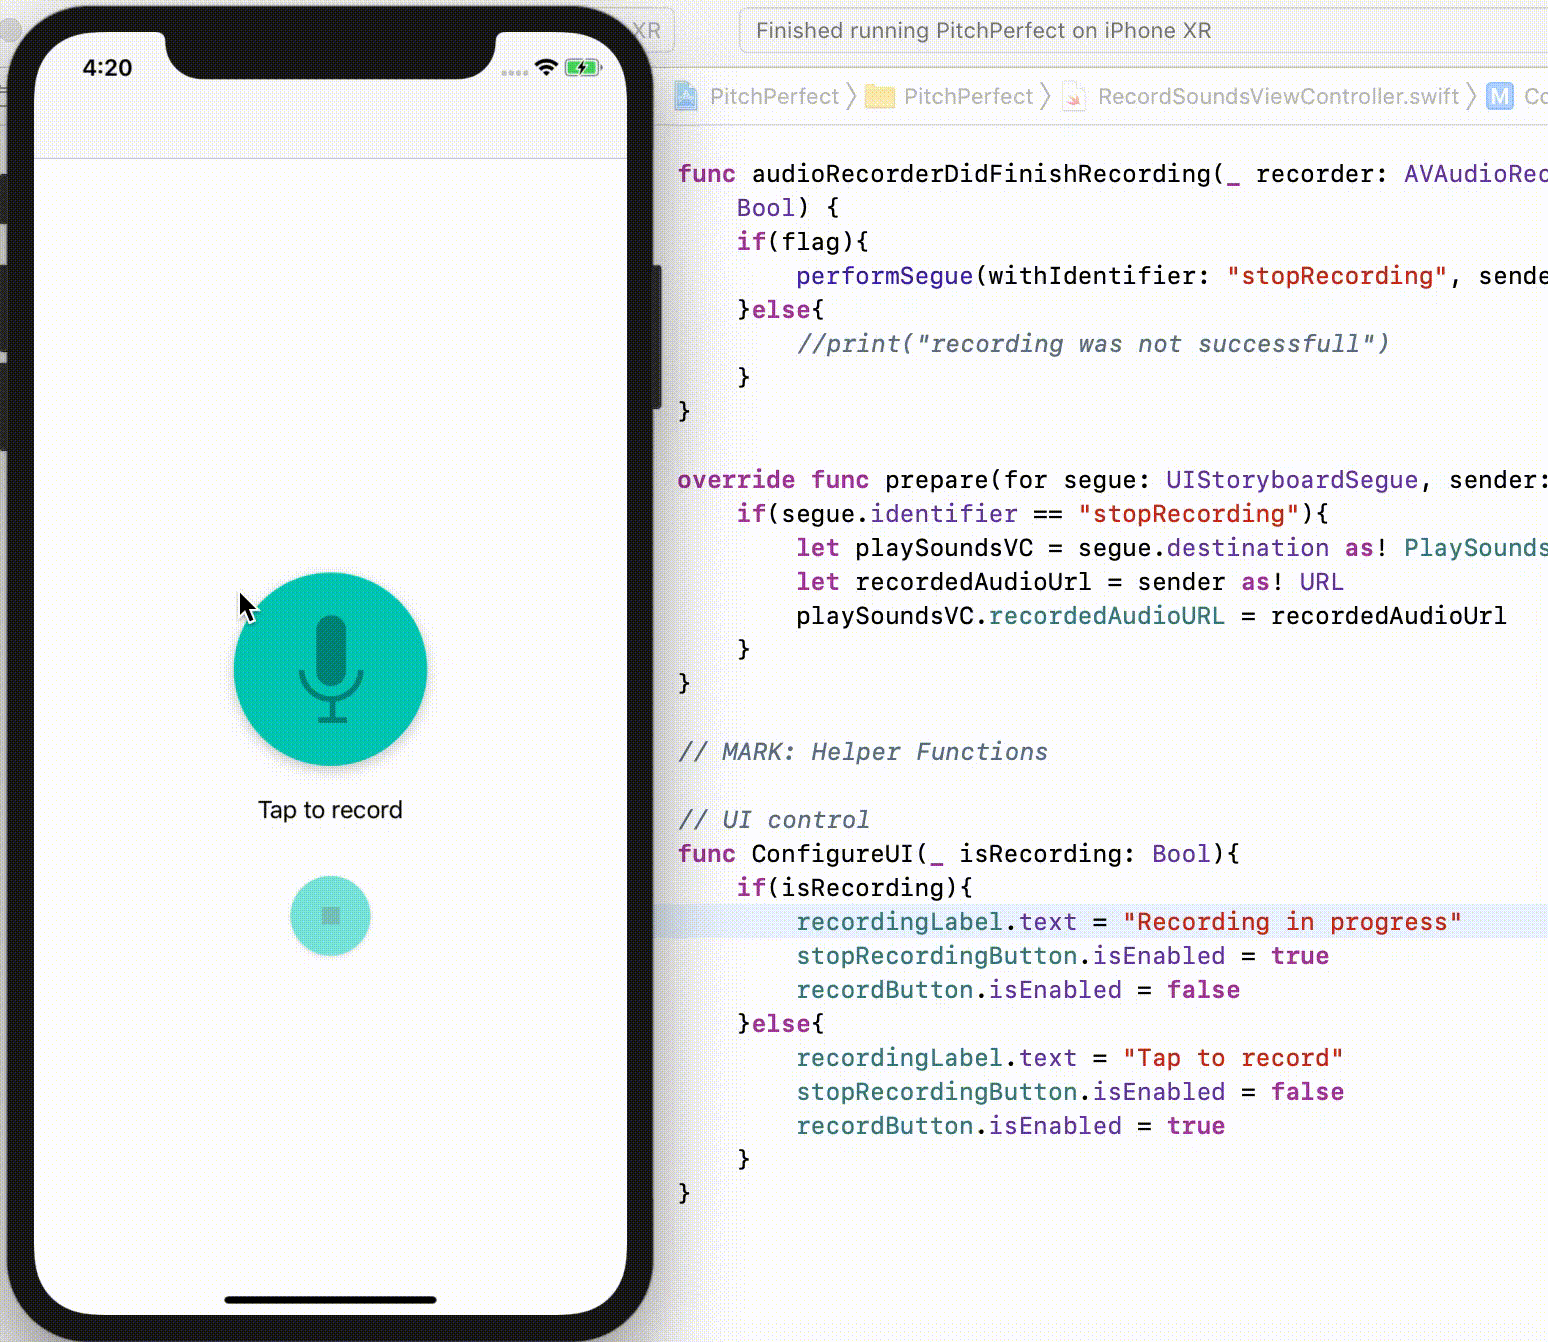 4:20
Tap to record
XR
Finished running PitchPerfect on iPhone XR
PitchPerfect 〉 PitchPerfect 〉 RecordSoundsViewController.swift 〉 M Co
func audioRecorderDidFinishRecording(_ recorder: AVAudioRec
Bool) {
if(flag){
performSegue(withIdentifier: "stopRecording", sende
}else{
//print("recording was not successfull")
}
}
override func prepare(for segue: UIStoryboardSegue, sender:
if(segue.identifier == "stopRecording"){
let playSoundsVC = segue.destination as! PlaySounds
let recordedAudioUrl = sender as! URL
playSoundsVC.recordedAudioURL = recordedAudioUrl
}
}
// MARK: Helper Functions
// UI control
func ConfigureUI(_ isRecording: Bool){
if(isRecording){
recordingLabel.text = "Recording in progress"
stopRecordingButton.isEnabled = true
recordButton.isEnabled = false
}else{
recordingLabel.text = "Tap to record"
stopRecordingButton.isEnabled = false
recordButton.isEnabled = true
}
}